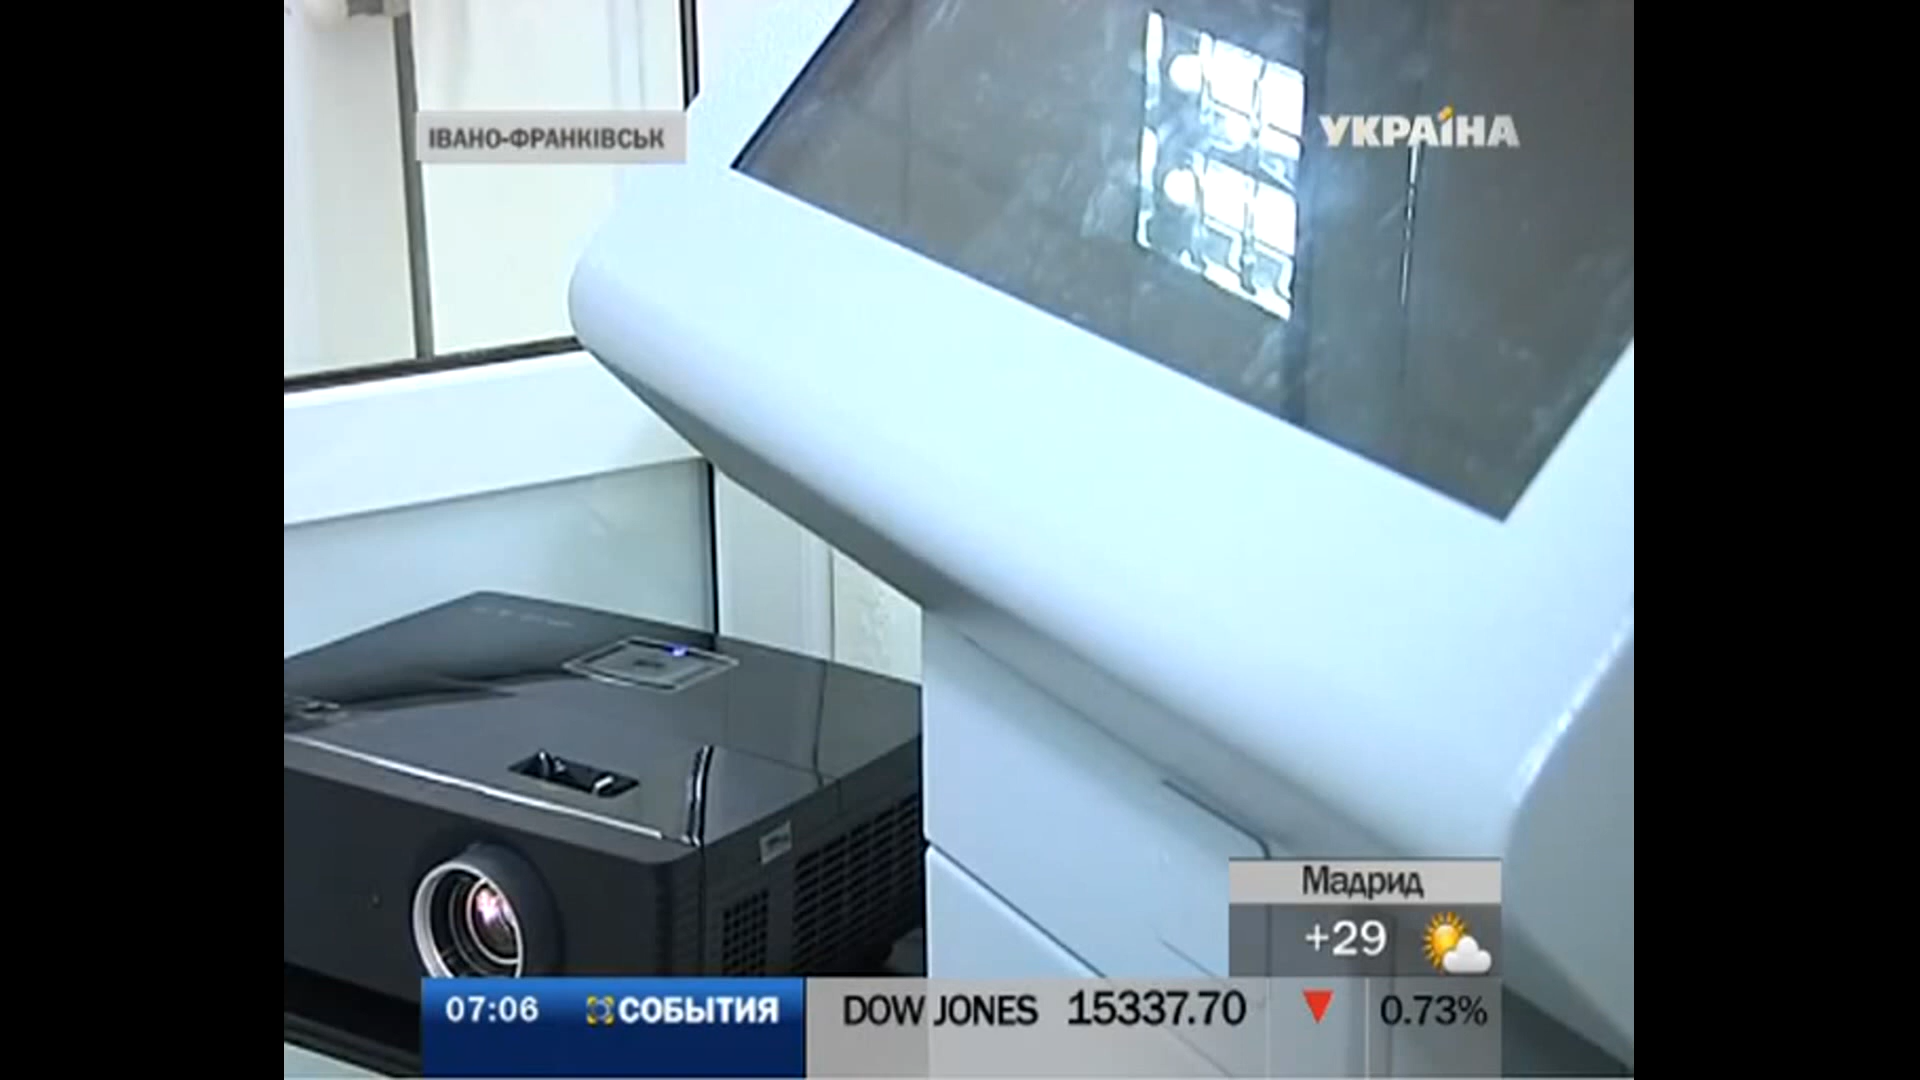 ІВАНО-ФРАНКІВСЬК
УКРАЇНА
Мадрид
+29
07:06 СОБЫТИЯ DOW JONES 15337.70 0.73%